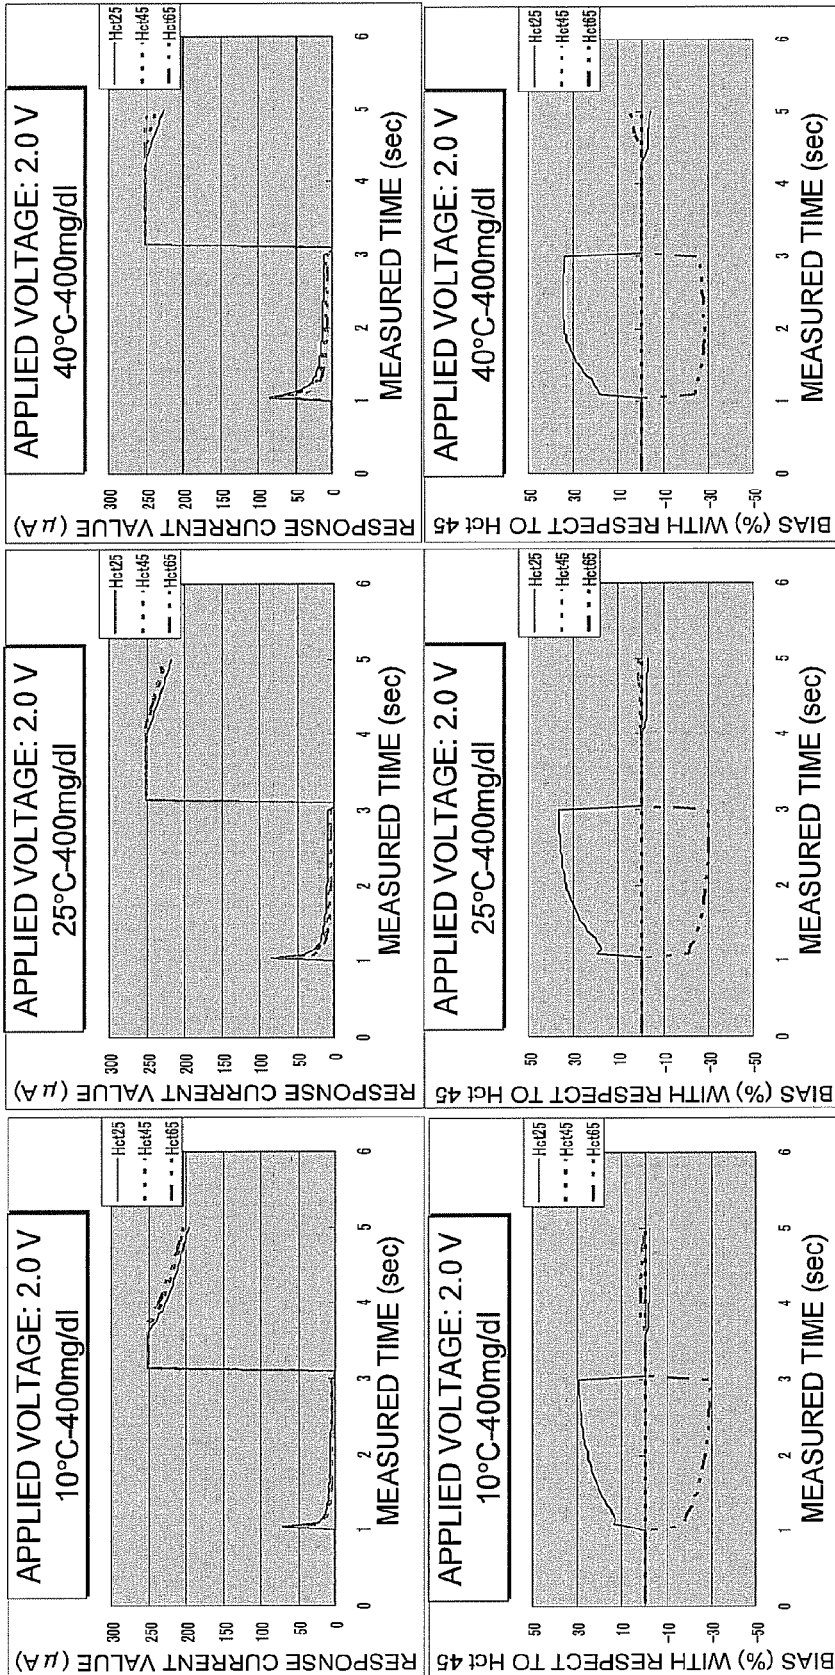 APPLIED VOLTAGE: 2.0 V
10°C-400mg/dl
RESPONSE CURRENT VALUE (μA)
300
250
200
150
100
50
0
Hct25
Hct45
Hct65
0 1 2 3 4 5 6
MEASURED TIME (sec)
APPLIED VOLTAGE: 2.0 V
25°C-400mg/dl
RESPONSE CURRENT VALUE (μA)
300
250
200
150
100
50
0
Hct25
Hct45
Hct65
0 1 2 3 4 5 6
MEASURED TIME (sec)
APPLIED VOLTAGE: 2.0 V
40°C-400mg/dl
RESPONSE CURRENT VALUE (μA)
300
250
200
150
100
50
0
Hct25
Hct45
Hct65
0 1 2 3 4 5 6
MEASURED TIME (sec)
APPLIED VOLTAGE: 2.0 V
10°C-400mg/dl
BIAS (%) WITH RESPECT TO Hct 45
50
30
10
-10
-30
-50
Hct25
Hct45
Hct65
0 1 2 3 4 5 6
MEASURED TIME (sec)
APPLIED VOLTAGE: 2.0 V
25°C-400mg/dl
BIAS (%) WITH RESPECT TO Hct 45
50
30
10
-10
-30
-50
Hct25
Hct45
Hct65
0 1 2 3 4 5 6
MEASURED TIME (sec)
APPLIED VOLTAGE: 2.0 V
40°C-400mg/dl
BIAS (%) WITH RESPECT TO Hct 45
50
30
10
-10
-30
-50
Hct25
Hct45
Hct65
0 1 2 3 4 5 6
MEASURED TIME (sec)